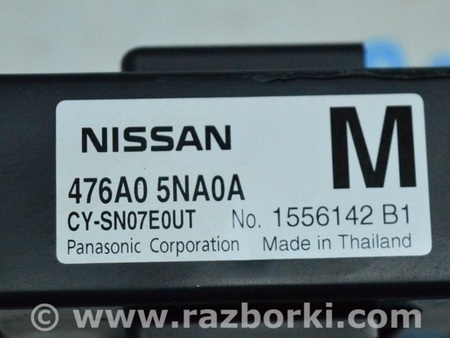 NISSAN
M
476A0 5NA0A
CY-SN07E0UT No. 1556142 B1
Panasonic Corporation Made in Thailand
© www.razborki.com